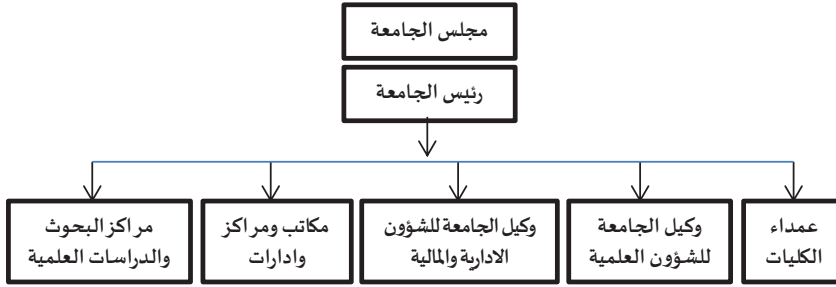 مجلس الجامعة
رئيس الجامعة
عمداء
الكليات
وكيل الجامعة
للشؤون العلمية
وكيل الجامعة للشؤون
الادارية والمالية
مكاتب ومراكز
وادارات
مراكز البحوث
والدراسات العلمية